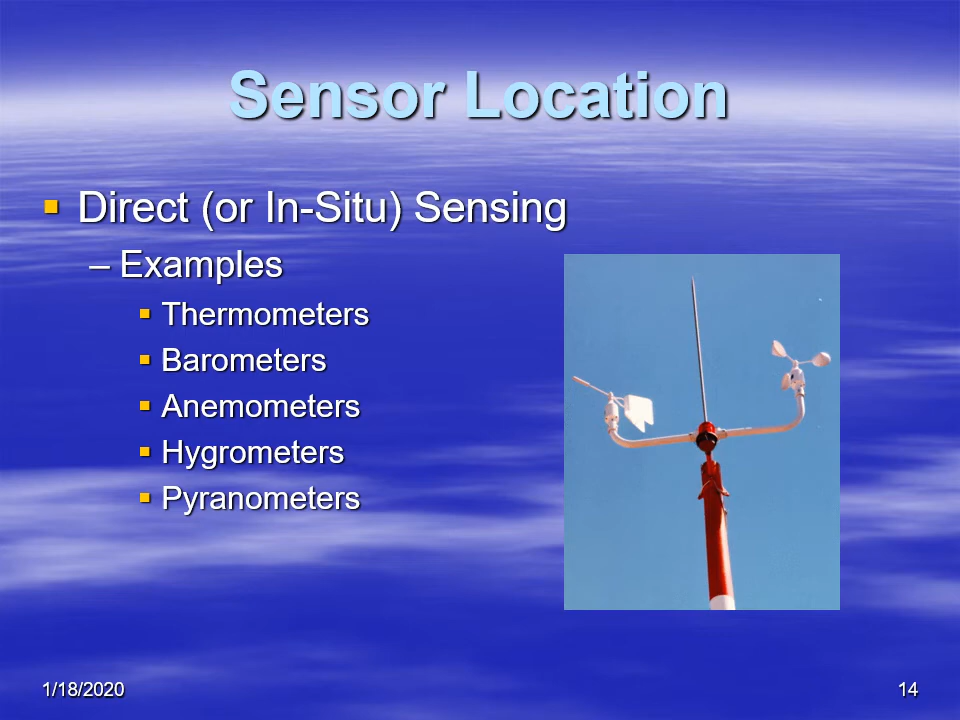 Sensor Location
▪ Direct (or In-Situ) Sensing
– Examples
▪ Thermometers
▪ Barometers
▪ Anemometers
▪ Hygrometers
▪ Pyranometers
1/18/2020
14